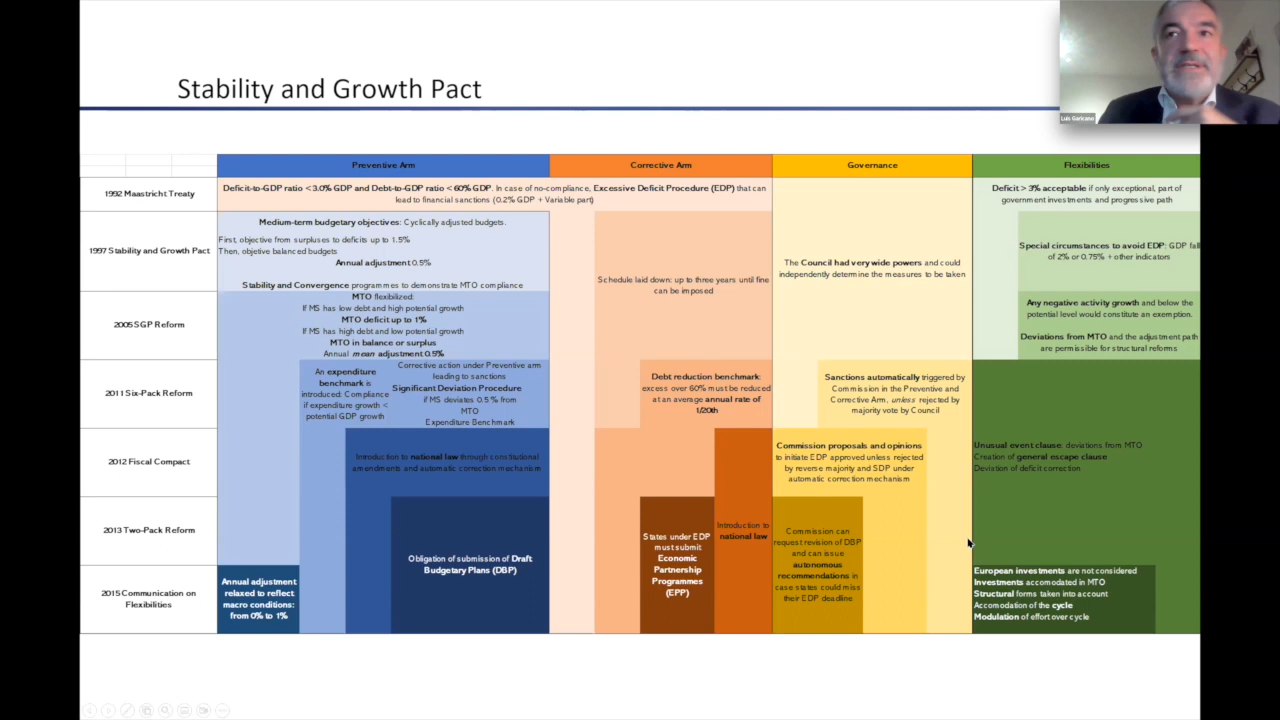 Stability and Growth Pact
Luis Garicano
Preventive Arm
Corrective Arm
Governance
Flexibilities
1992 Maastricht Treaty
Deficit-to-GDP ratio <3.0% GDP and Debt-to-GDP ratio < 60% GDP. In case of no-compliance, Excessive Deficit Procedure (EDP) that can
lead to financial sanctions (0.2% GDP + Variable part)
Deficit > 3% acceptable if only exceptional, part of
government investments and progressive path
1997 Stability and Growth Pact
Medium-term budgetary objectives: Cyclically adjusted budgets.
First, objective from surpluses to deficits up to 1.5%
Then, objetive balanced budgets
Annual adjustment 0.5%
Stability and Convergence programmes to demonstrate MTO compliance
Schedule laid down: up to three years until fine
can be imposed
The Council had very wide powers and could
independently determine the measures to be taken
Special circumstances to avoid EDP: GDP fall
of 2% or 0.75% + other indicators
2005 SGP Reform
MTO flexibilized:
If MS has low debt and high potential growth
MTO deficit up to 1%
If MS has high debt and low potential growth
MTO in balance or surplus
Annual mean adjustment 0.5%
Any negative activity growth and below the
potential level would constitute an exemption.
Deviations from MTO and the adjustment path
are permissible for structural reforms
2011 Six-Pack Reform
An expenditure
benchmark is
introduced: Compliance
if expenditure growth <
potential GDP growth
Corrective action under Preventive arm
leading to sanctions
Significant Deviation Procedure
if MS deviates 0.5 % from
MTO
Expenditure Benchmark
Debt reduction benchmark:
excess over 60% must be reduced
at an average annual rate of
1/20th
Sanctions automatically triggered by
Commission in the Preventive and
Corrective Arm, unless rejected by
majority vote by Council
2012 Fiscal Compact
Introduction to national law through constitutional
amendments and automatic correction mechanism
Commission proposals and opinions
to initiate EDP approved unless rejected
by reverse majority and SDP under
automatic correction mechanism
Unusual event clause: deviations from MTO
Creation of general escape clause
Deviation of deficit correction
2013 Two-Pack Reform
Obligation of submission of Draft
Budgetary Plans (DBP)
States under EDP
must submit
Economic
Partnership
Programmes
(EPP)
Introduction to
national law
Commission can
request revision of DBP
and can issue
autonomous
recommendations in
case states could miss
their EDP deadline
2015 Communication on
Flexibilities
Annual adjustment
relaxed to reflect
macro conditions:
from 0% to 1%
European investments are not considered
Investments accomodated in MTO
Structural forms taken into account
Accomodation of the cycle
Modulation of effort over cycle